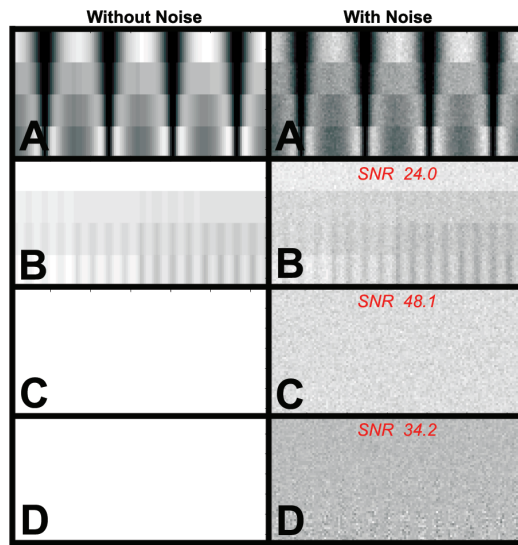 Without Noise With Noise
A A
SNR 24.0
B B
SNR 48.1
C C
SNR 34.2
D D